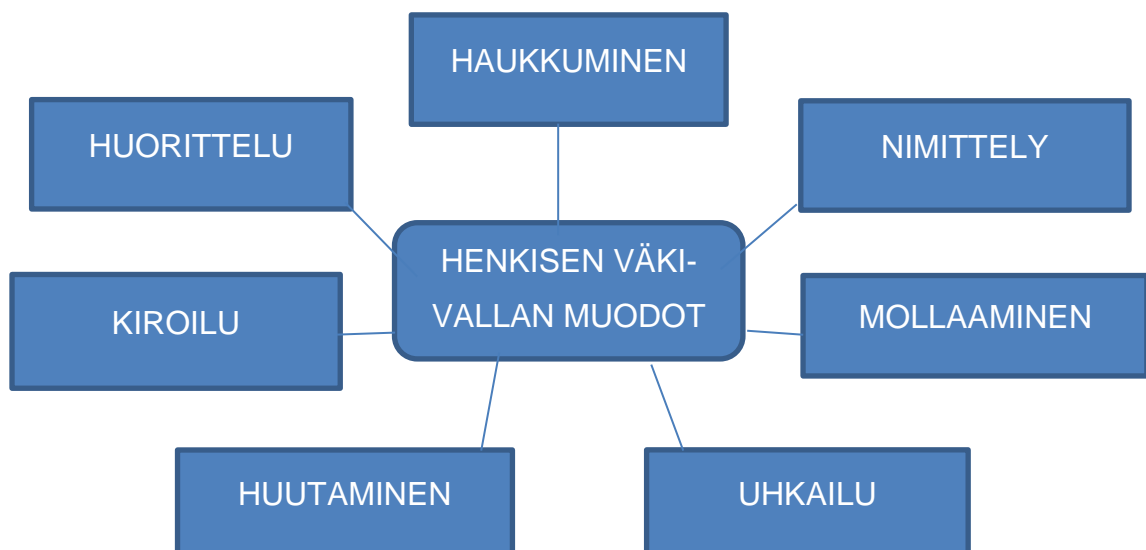 HAUKKUMINEN
HUORITTELU
NIMITTELY
HENKISEN VÄKI-
VALLAN MUODOT
KIROILU
MOLLAAMINEN
HUUTAMINEN
UHKAILU